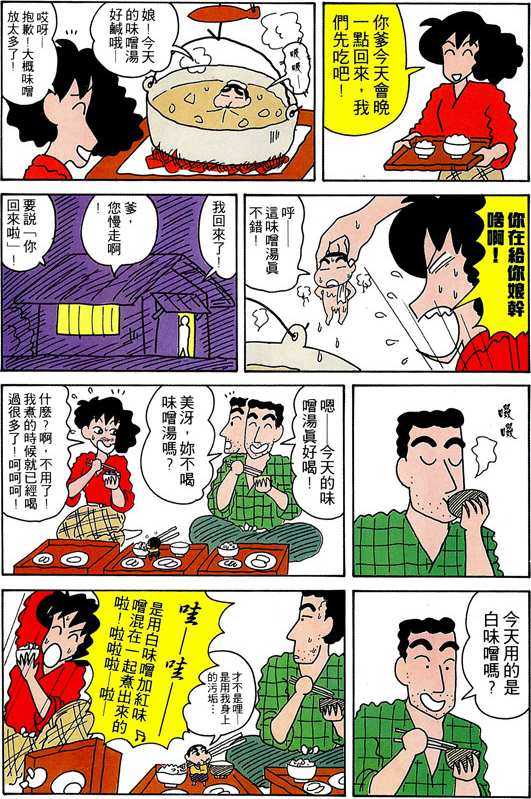 你爹今天會晚
一點回來，我
們先吃吧！
娘！今天
的味噌湯
好鹹哦—
噗
噗
哎呀—
抱歉！大概味噌
放太多了！
你在給你娘幹
啥啊！
呼—
這味噌湯真
不錯！
我回來了！
爹，
您慢走啊
！
要說「你
回來啦」！
嗯—今天的味
噌湯真好喝！
美牙，妳不喝
味噌湯嗎？
什麼？啊，不用了！
我煮的時候就已經喝
過很多了！呵呵呵！
今天用的是
白味噌嗎？
才不是哩
是用我身上
的污垢…
哇—哇—
是用白味噌加紅味
噌混在一起煮出來的
啦！啦啦啦—啦♪